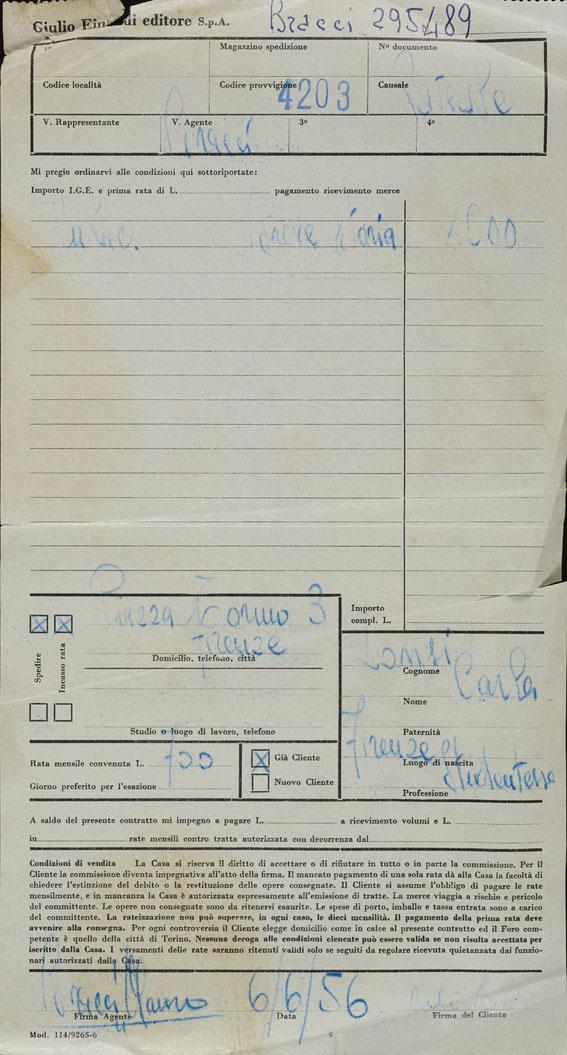 Giulio Einaudi editore S.p.A. Bracci 295489
Magazzino spedizione
Nº documento
Codice località
Codice provvigione
4203
Causale
V. Rappresentante
V. Agente
3º
4º
Bracci
Mi pregio ordinarvi alle condizioni qui sottoriportate:
Importo I.G.E. e prima rata di L. pagamento ricevimento merce
Breve storia
Piazza 3
Firenze
Domicilio, telefono, città
Spedire
Incasso rata
Importo
compl. L.
Lonzi
Cognome
Carla
Nome
Studio o luogo di lavoro, telefono
Paternità
Firenze
Luogo di nascita
studentessa
Professione
Rata mensile convenuta L. 700
Giorno preferito per l'esazione
X Già Cliente
Nuovo Cliente
A saldo del presente contratto mi impegno a pagare L. a ricevimento volumi e L.
in rate mensili contro tratta autorizzata con decorrenza dal
Condizioni di vendita La Casa si riserva il diritto di accettare o di rifiutare in tutto o in parte la commissione. Per il
Cliente la commissione diventa impegnativa all'atto della firma. Il mancato pagamento di una sola rata dà alla Casa la facoltà di
chiedere l'estinzione del debito o la restituzione delle opere consegnate. Il Cliente si assume l'obbligo di pagare le rate
mensilmente, e in mancanza la Casa è autorizzata espressamente all'emissione di tratte. La merce viaggia a rischio e pericolo
del committente. Le opere non consegnate sono da ritenersi esaurite. Le spese di porto, imballo e tassa entrata sono a carico
del committente. La rateizzazione non può superare, in ogni caso, le dieci mensilità. Il pagamento della prima rata deve
avvenire alla consegna. Per ogni controversia il Cliente elegge domicilio come in calce al presente contratto ed il Foro com-
petente è quello della città di Torino. Nessuna deroga alle condizioni elencate può essere valida se non risulta accettata per
iscritto dalla Casa. I versamenti delle rate saranno ritenuti validi solo se seguiti da regolare ricevuta quietanzata dai funzio-
nari autorizzati dalla Casa.
6/6/56
Firma Agente
Data
Firma del Cliente
Mod. 114/9265-6